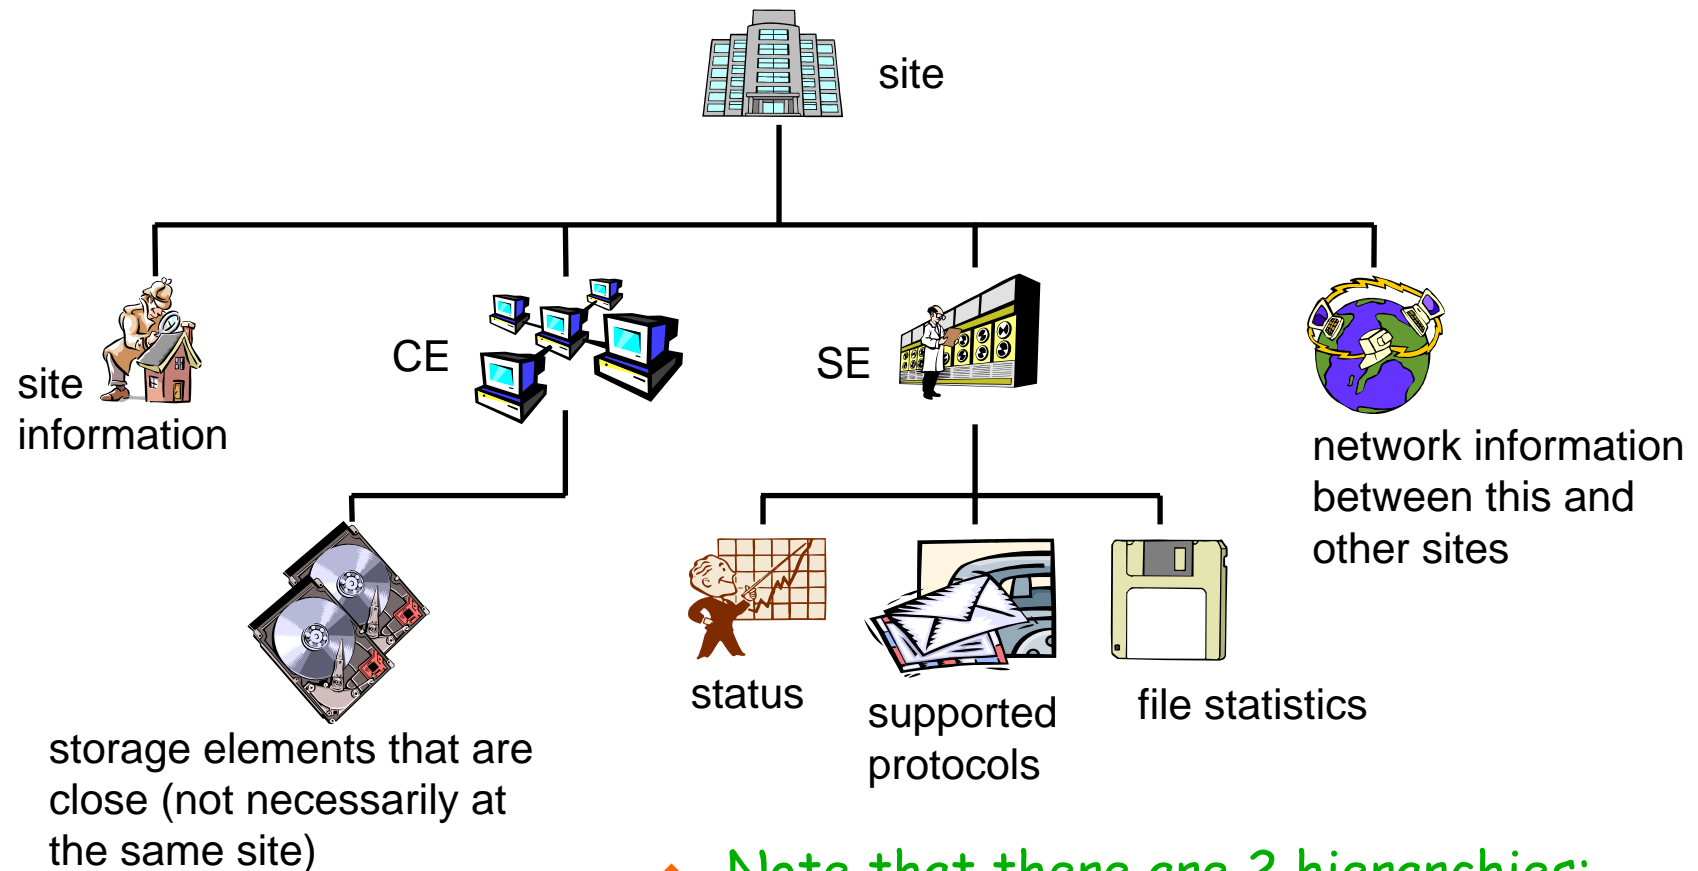 site
CE
SE
site
information
network information
between this and
other sites
status
supported
protocols
file statistics
storage elements that are
close (not necessarily at
the same site)
Note that there are hierarchies: